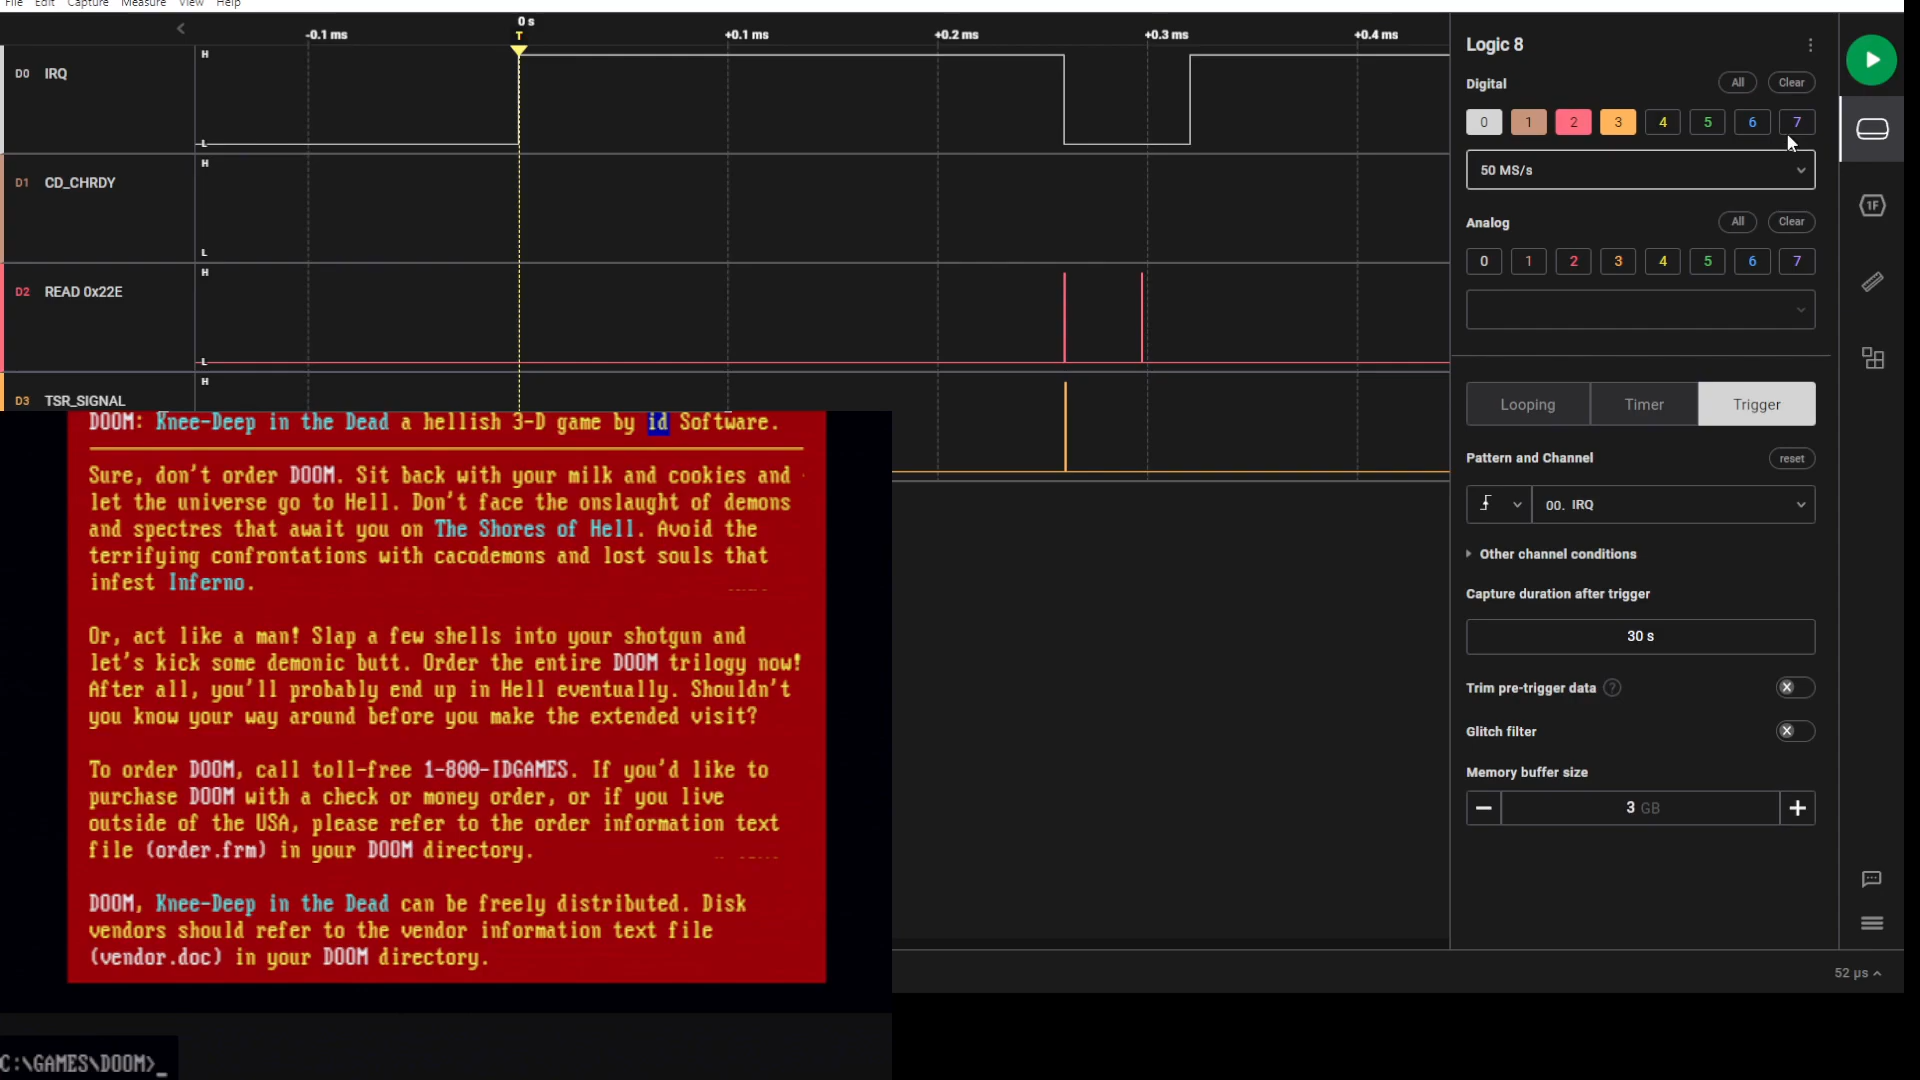 File Edit Capture Measure View Help
0 s
-0.1 ms T +0.1 ms +0.2 ms +0.3 ms +0.4 ms
D0 IRQ H L
D1 CD_CHRDY H L
D2 READ 0x22E H L
D3 TSR_SIGNAL H
DOOM: Knee-Deep in the Dead a hellish 3-D game by id Software.
Sure, don't order DOOM. Sit back with your milk and cookies and
let the universe go to Hell. Don't face the onslaught of demons
and spectres that await you on The Shores of Hell. Avoid the
terrifying confrontations with cacodemons and lost souls that
infest Inferno.
Or, act like a man! Slap a few shells into your shotgun and
let's kick some demonic butt. Order the entire DOOM trilogy now!
After all, you'll probably end up in Hell eventually. Shouldn't
you know your way around before you make the extended visit?
To order DOOM, call toll-free 1-800-IDGAMES. If you'd like to
purchase DOOM with a check or money order, or if you live
outside of the USA, please refer to the order information text
file (order.frm) in your DOOM directory.
DOOM, Knee-Deep in the Dead can be freely distributed. Disk
vendors should refer to the vendor information text file
(vendor.doc) in your DOOM directory.
C:\GAMES\DOOM>_
Logic 8
Digital All Clear
0 1 2 3 4 5 6 7
50 MS/s
Analog All Clear
0 1 2 3 4 5 6 7
Looping Timer Trigger
Pattern and Channel reset
00. IRQ
Other channel conditions
Capture duration after trigger
30 s
Trim pre-trigger data ?
Glitch filter
Memory buffer size
3 GB
1F
52 µs